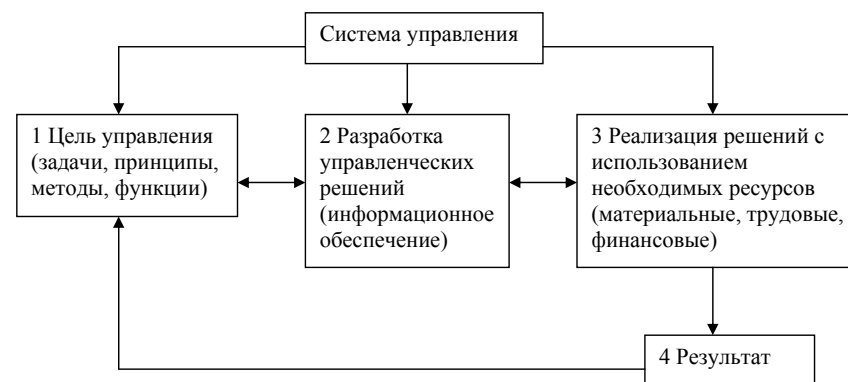 Система управления
1 Цель управления
(задачи, принципы,
методы, функции)
2 Разработка
управленческих
решений
(информационное
обеспечение)
3 Реализация решений с
использованием
необходимых ресурсов
(материальные, трудовые,
финансовые)
4 Результат